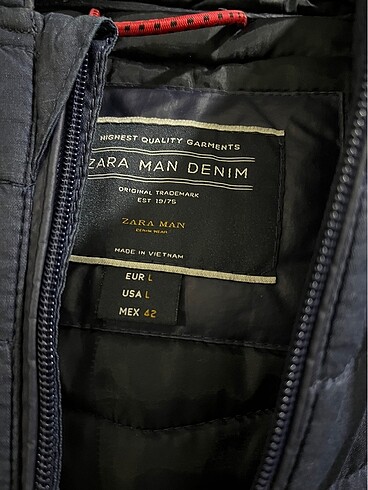 HIGHEST QUALITY GARMENTS
ZARA MAN DENIM
ORIGINAL TRADEMARK
EST 19/75
ZARA MAN
DENIM WEAR
MADE IN VIETNAM
EUR L
USA L
MEX 42